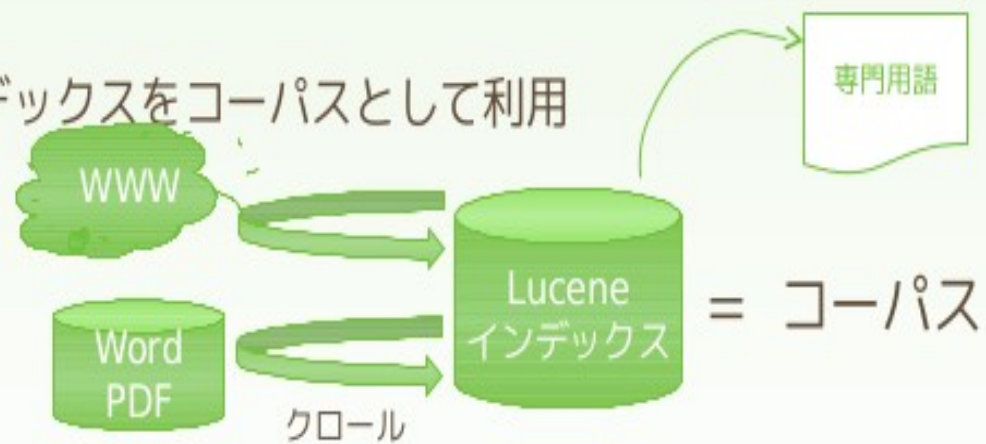 デックスをコーパスとして利用
専門用語
WWW
Lucene
インデックス
= コーパス
Word
PDF
クロール